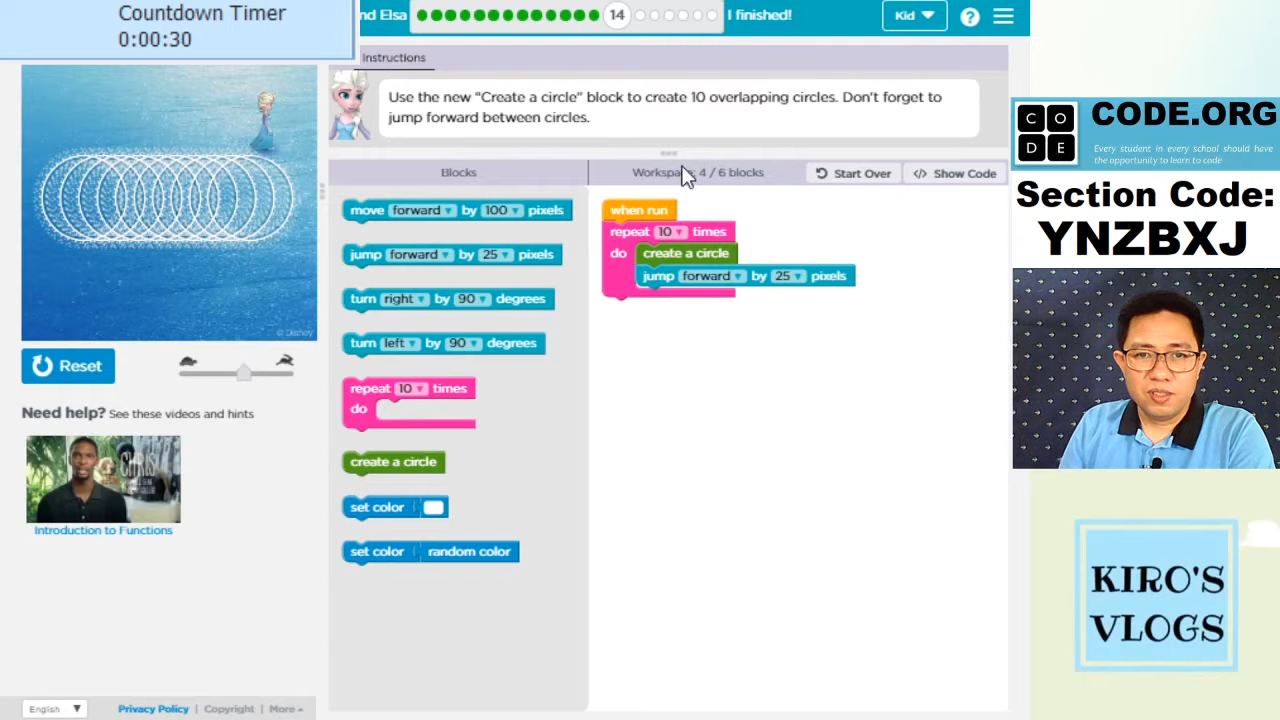 Countdown Timer
0:00:30
nd Elsa
14
I finished!
Kid
?
Instructions
Use the new “Create a circle” block to create 10 overlapping circles. Don't forget to
jump forward between circles.
Blocks
Workspace: 4 / 6 blocks
Start Over
</> Show Code
move forward by 100 pixels
jump forward by 25 pixels
turn right by 90 degrees
turn left by 90 degrees
repeat 10 times
do
create a circle
set color
set color random color
when run
repeat 10 times
do create a circle
jump forward by 25 pixels
© Disney
Reset
Need help? See these videos and hints
CHRIS
Introduction to Functions
English
Privacy Policy | Copyright | More
C O
D E
CODE.ORG
Every student in every school should have
the opportunity to learn to code
Section Code:
YNZBXJ
KIRO'S
VLOGS